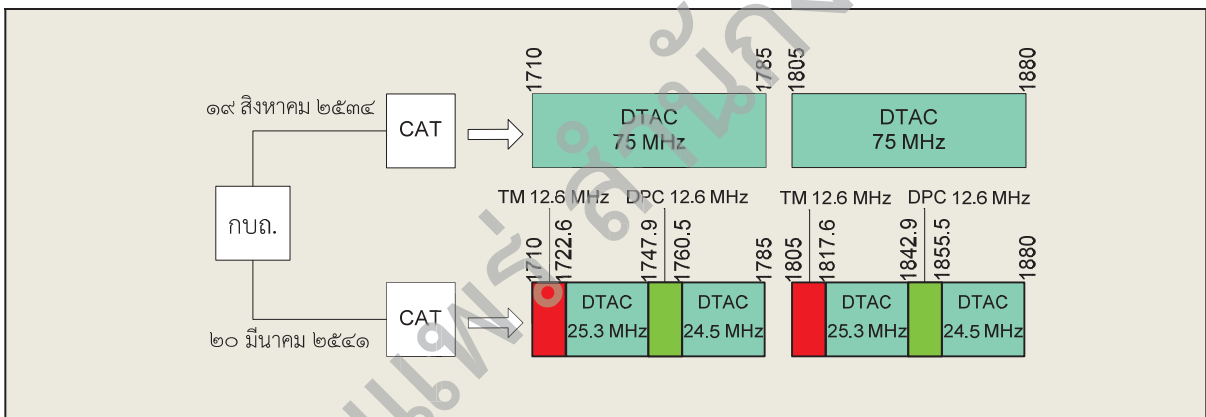 ๑๙ สิงหาคม ๒๕๓๔
CAT
1710
1785
1805
1880
DTAC
75 MHz
DTAC
75 MHz
กบถ.
TM 12.6 MHz
DPC 12.6 MHz
TM 12.6 MHz
DPC 12.6 MHz
1710
1722.6
1747.9
1760.5
1785
1805
1817.6
1842.9
1855.5
1880
๒๐ มีนาคม ๒๕๔๑
CAT
DTAC
25.3 MHz
DTAC
24.5 MHz
DTAC
25.3 MHz
DTAC
24.5 MHz